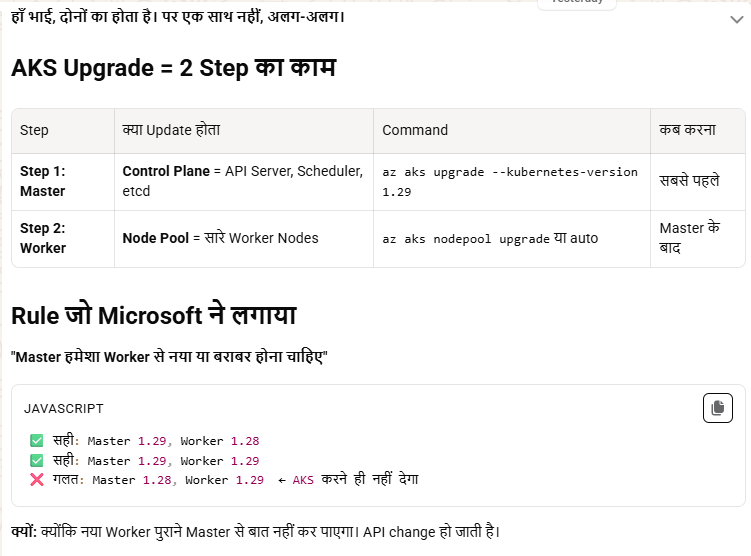 Yesterday
हाँ भाई, दोनों का होता है। पर एक साथ नहीं, अलग-अलग।
AKS Upgrade = 2 Step का काम
Step क्या Update होता Command कब करना
Step 1: Master Control Plane = API Server, Scheduler, etcd az aks upgrade --kubernetes-version 1.29 सबसे पहले
Step 2: Worker Node Pool = सारे Worker Nodes az aks nodepool upgrade या auto Master के बाद
Rule जो Microsoft ने लगाया
"Master हमेशा Worker से नया या बराबर होना चाहिए"
JAVASCRIPT
✅ सही: Master 1.29, Worker 1.28
✅ सही: Master 1.29, Worker 1.29
❌ गलत: Master 1.28, Worker 1.29 ← AKS करने ही नहीं देगा
क्यों: क्योंकि नया Worker पुराने Master से बात नहीं कर पाएगा। API change हो जाती है।